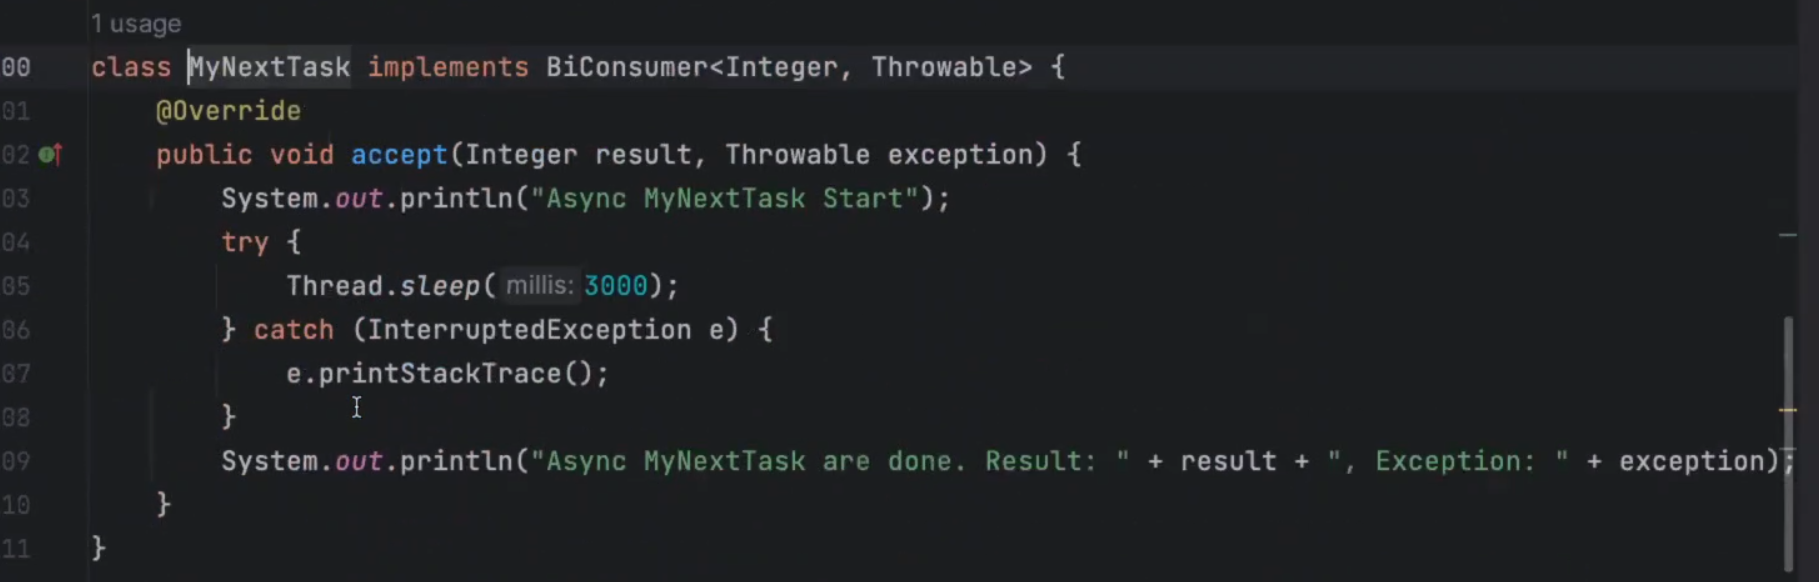 1 usage
00 class MyNextTask implements BiConsumer<Integer, Throwable> {
01     @Override
02     public void accept(Integer result, Throwable exception) {
03         System.out.println("Async MyNextTask Start");
04         try {
05             Thread.sleep( millis: 3000);
06         } catch (InterruptedException e) {
07             e.printStackTrace();
08         }
09         System.out.println("Async MyNextTask are done. Result: " + result + ", Exception: " + exception);
10     }
11 }